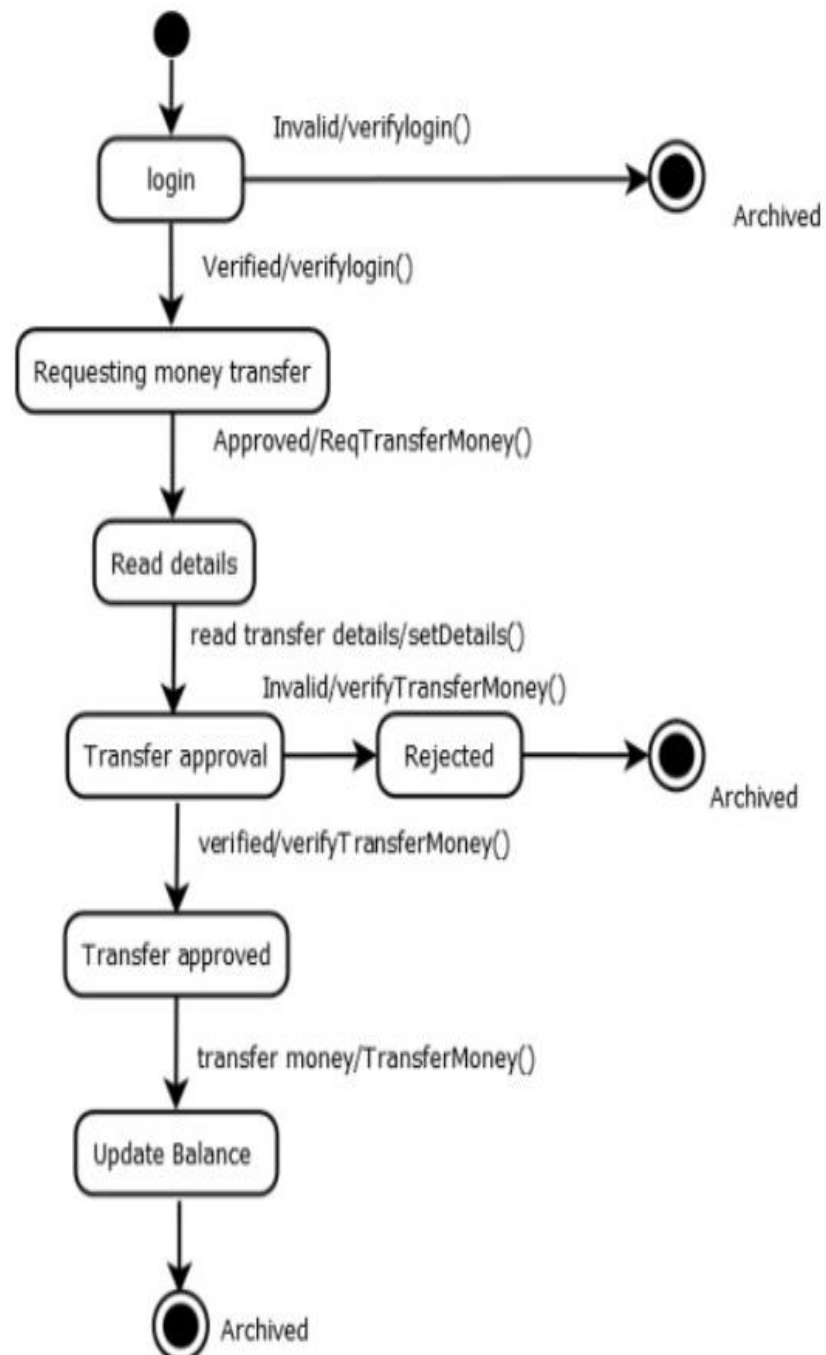 Invalid/verifylogin()
login
Archived
Verified/verifylogin()
Requesting money transfer
Approved/ReqTransferMoney()
Read details
read transfer details/setDetails()
Invalid/verifyTransferMoney()
Transfer approval
Rejected
Archived
verified/verifyTransferMoney()
Transfer approved
transfer money/TransferMoney()
Update Balance
Archived